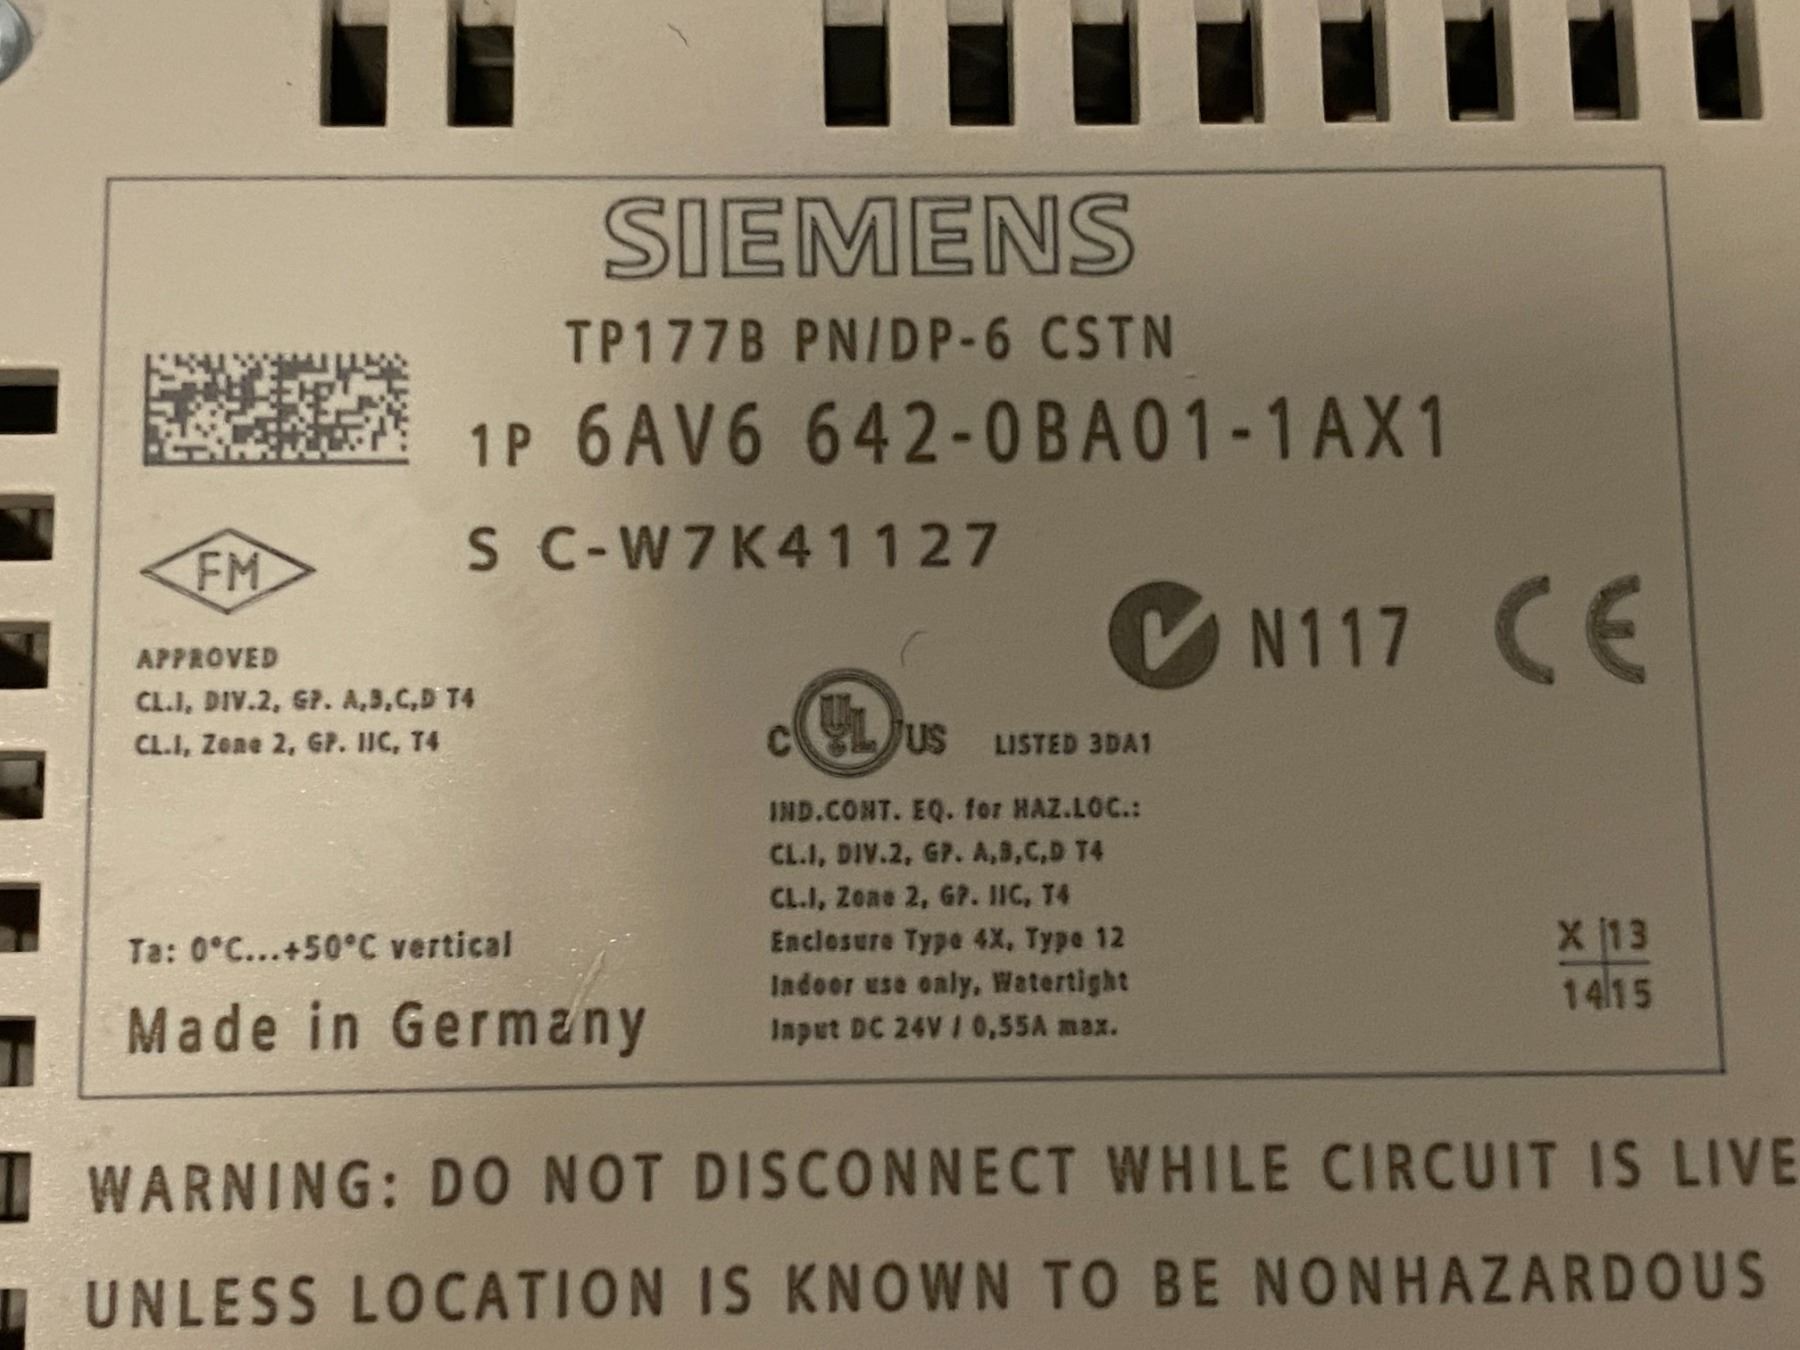 SIEMENS
TP177B PN/DP-6 CSTN
1P 6AV6 642-0BA01-1AX1
S C-W7K41127
FM
N117 CE
APPROVED
CL.I, DIV.2, GP. A,B,C,D T4
CL.I, Zone 2, GP. IIC, T4
C UL US LISTED 3DA1
IND.CONT. EQ. for HAZ.LOC.:
CL.I, DIV.2, GP. A,B,C,D T4
CL.I, Zone 2, GP. IIC, T4
Enclosure Type 4X, Type 12
Indoor use only, Watertight
Input DC 24V / 0,55A max.
Ta: 0°C...+50°C vertical
Made in Germany
X 13
14 15
WARNING: DO NOT DISCONNECT WHILE CIRCUIT IS LIVE
UNLESS LOCATION IS KNOWN TO BE NONHAZARDOUS